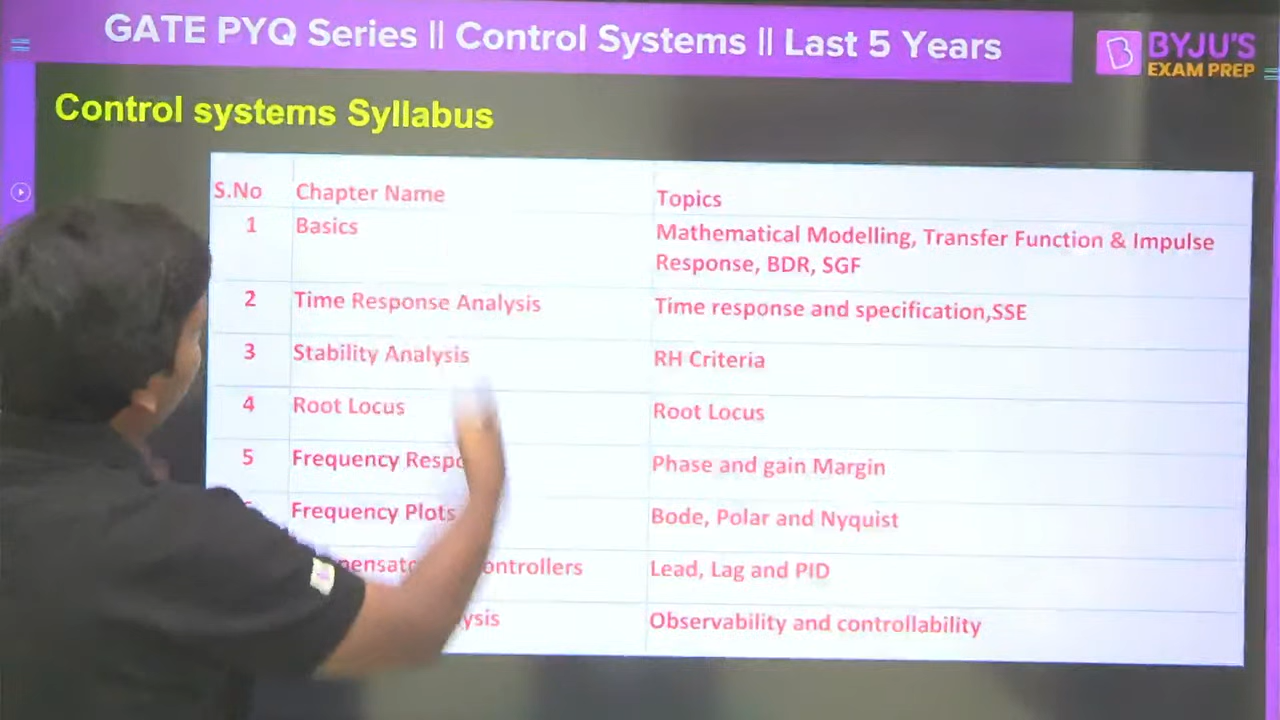 GATE PYQ Series || Control Systems || Last 5 Years
BYJU'S
EXAM PREP
Control systems Syllabus
S.No Chapter Name Topics
1 Basics Mathematical Modelling, Transfer Function & Impulse
Response, BDR, SGF
2 Time Response Analysis Time response and specification,SSE
3 Stability Analysis RH Criteria
4 Root Locus Root Locus
5 Frequency Phase and gain Margin
Frequency Plots Bode, Polar and Nyquist
Lead, Lag and PID
Observability and controllability